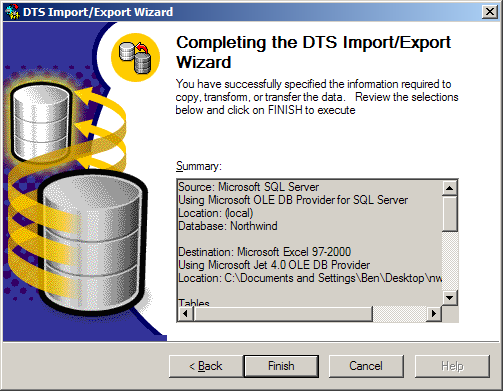 DTS Import/Export Wizard
Completing the DTS Import/Export
Wizard
You have successfully specified the information required to
copy, transform, or transfer the data. Review the selections
below and click on FINISH to execute
Summary:
Source: Microsoft SQL Server
Using Microsoft OLE DB Provider for SQL Server
Location: (local)
Database: Northwind
Destination: Microsoft Excel 97-2000
Using Microsoft Jet 4.0 OLE DB Provider
Location: C:\Documents and Settings\Ben\Desktop\nw
Tables
< Back
Finish
Cancel
Help